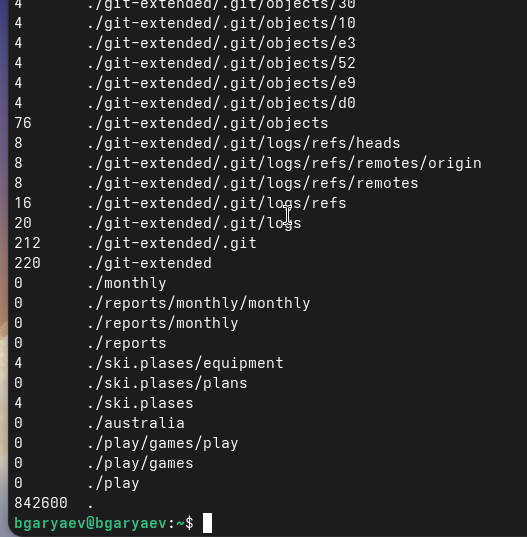 4 ./git-extended/.git/objects/30
4 ./git-extended/.git/objects/10
4 ./git-extended/.git/objects/e3
4 ./git-extended/.git/objects/52
4 ./git-extended/.git/objects/e9
4 ./git-extended/.git/objects/d0
76 ./git-extended/.git/objects
8 ./git-extended/.git/logs/refs/heads
8 ./git-extended/.git/logs/refs/remotes/origin
8 ./git-extended/.git/logs/refs/remotes
16 ./git-extended/.git/logs/refs
20 ./git-extended/.git/logs
212 ./git-extended/.git
220 ./git-extended
0 ./monthly
0 ./reports/monthly/monthly
0 ./reports/monthly
0 ./reports
4 ./ski.plases/equipment
0 ./ski.plases/plans
4 ./ski.plases
0 ./australia
0 ./play/games/play
0 ./play/games
0 ./play
842600 .
bgaryaev@bgaryaev:~$